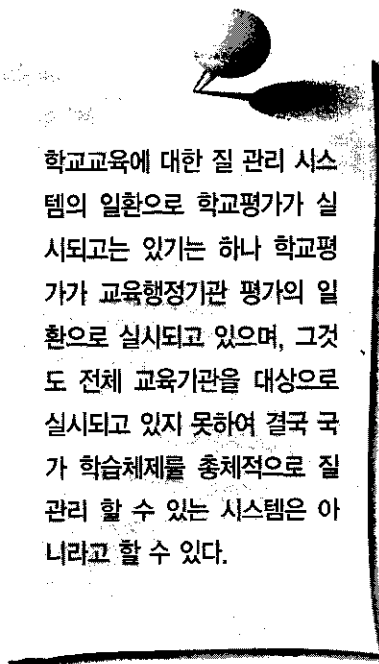 학교교육에 대한 질 관리 시스
템의 일환으로 학교평가가 실
시되고는 있기는 하나 학교평
가가 교육행정기관 평가의 일
환으로 실시되고 있으며, 그것
도 전체 교육기관을 대상으로
실시되고 있지 못하여 결국 국
가 학습체제를 총체적으로 질
관리 할 수 있는 시스템은 아
니라고 할 수 있다.